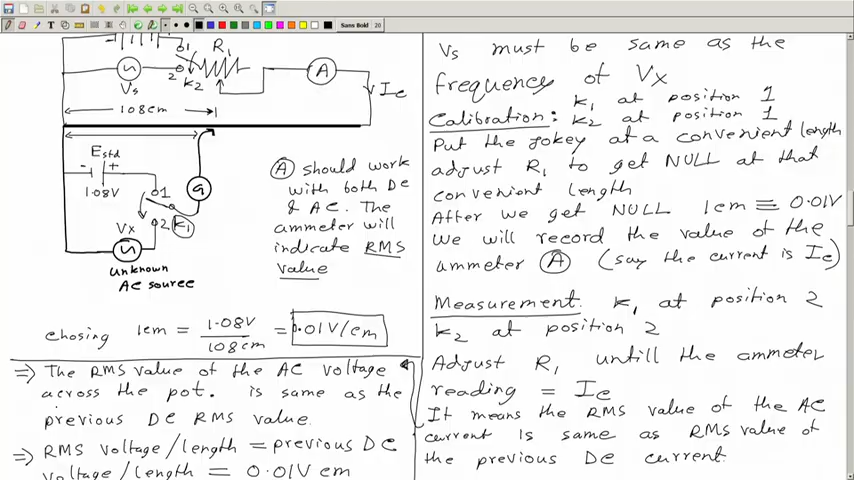 Sans Bold 20
1
R1
2
K2
Vs
A
Ic
108cm
Estd
- +
1.08V
1
G
Vx
2 K1
unknown
AC source
A should work
with both DC
& AC. The
ammeter will
indicate RMS
value
chosing 1cm = 1.08V/108cm = 0.01V/cm
⇒ The RMS value of the AC voltage
across the pot. is same as the
previous DC RMS value.
⇒ RMS voltage/length = previous DC
voltage/length = 0.01V cm
Vs must be same as the
frequency of Vx
K1 at position 1
Calibration: K2 at position 1
Put the jokey at a convenient length
adjust R1 to get NULL at that
convenient length
After we get NULL 1cm ≡ 0.01V
We will record the value of the
ammeter A (say the current is Ic)
Measurement: K1 at position 2
K2 at position 2
Adjust R1 untill the ammeter
reading = Ic
It means the RMS value of the AC
current is same as RMS value of
the previous DC current